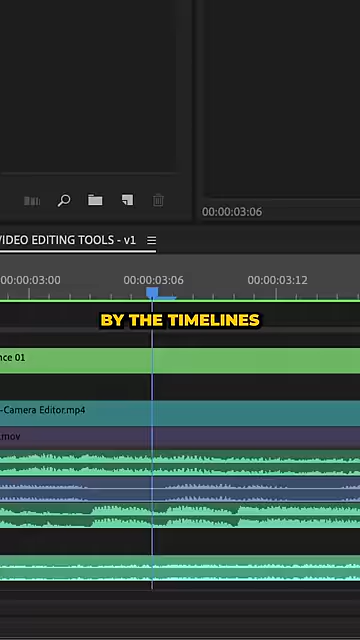 00:00:03:06
VIDEO EDITING TOOLS - v1
00:00:03:00
00:00:03:06
00:00:03:12
BY THE TIMELINES
nce 01
-Camera Editor.mp4
.mov